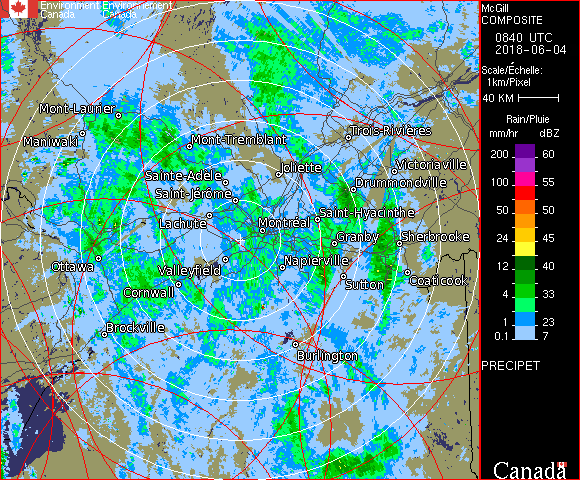 Environment Environnement
Canada Canada
Mont-Laurier
Maniwaki
Mont-Tremblant
Trois-Rivières
Joliette
Victoriaville
Sainte-Adèle
Drummondville
Saint-Jérôme
Lachute
Montréal
Saint-Hyacinthe
Granby
Sherbrooke
Ottawa
Valleyfield
Napierville
Cornwall
Sutton
Coaticook
Brockville
Burlington
McGill
COMPOSITE
0840 UTC
2018-06-04
Scale/Échelle:
1km/Pixel
40 KM
Rain/Pluie
mm/hr dBZ
200 60
100 55
50 50
24 45
12 40
4 33
2 23
0.1 7
PRECIPET
Canada